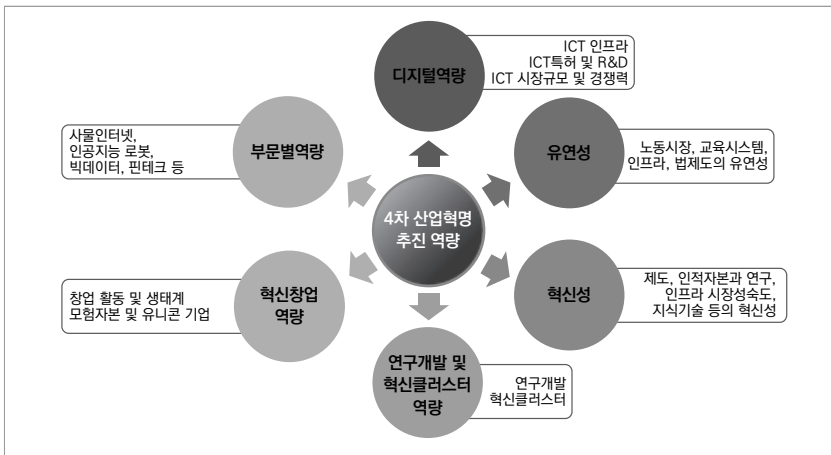 디지털역량
ICT 인프라
ICT특허 및 R&D
ICT 시장규모 및 경쟁력
유연성
노동시장, 교육시스템,
인프라, 법제도의 유연성
혁신성
제도, 인적자본과 연구,
인프라 시장성숙도,
지식기술 등의 혁신성
연구개발 및
혁신클러스터
역량
연구개발
혁신클러스터
혁신창업
역량
창업 활동 및 생태계
모험자본 및 유니콘 기업
부문별역량
사물인터넷,
인공지능 로봇,
빅데이터, 핀테크 등
4차 산업혁명
추진 역량